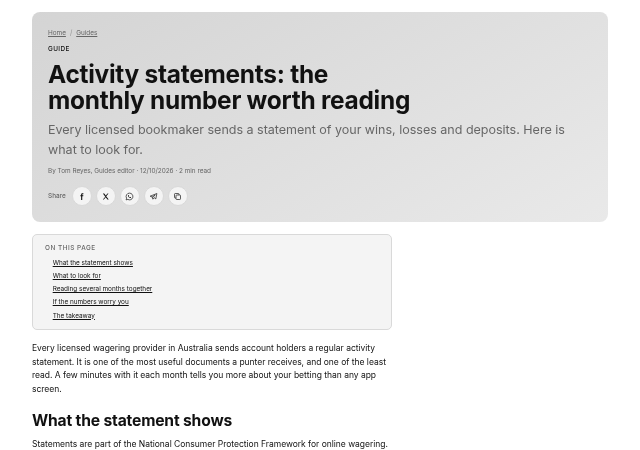 Home / Guides
GUIDE
Activity statements: the
monthly number worth reading
Every licensed bookmaker sends a statement of your wins, losses and deposits. Here is
what to look for.
By Tom Reyes, Guides editor · 12/10/2026 · 2 min read
Share
ON THIS PAGE
What the statement shows
What to look for
Reading several months together
If the numbers worry you
The takeaway
Every licensed wagering provider in Australia sends account holders a regular activity
statement. It is one of the most useful documents a punter receives, and one of the least
read. A few minutes with it each month tells you more about your betting than any app
screen.
What the statement shows
Statements are part of the National Consumer Protection Framework for online wagering.